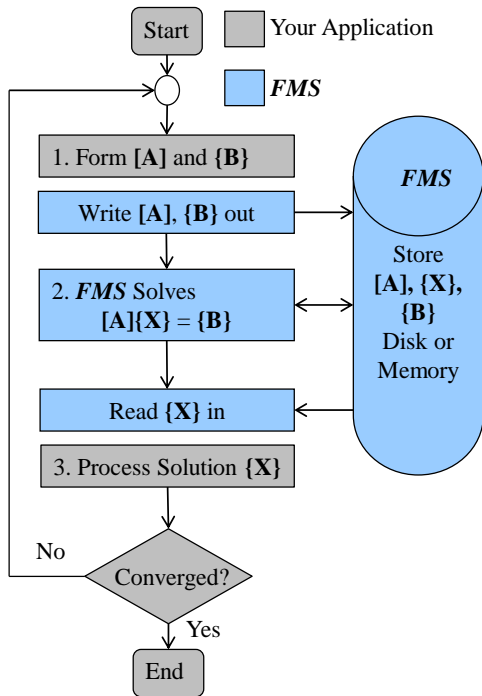 Start
Your Application
FMS
1. Form [A] and {B}
Write [A], {B} out
2. FMS Solves
[A]{X} = {B}
Read {X} in
3. Process Solution {X}
FMS
Store
[A], {X},
{B}
Disk or
Memory
No
Converged?
Yes
End